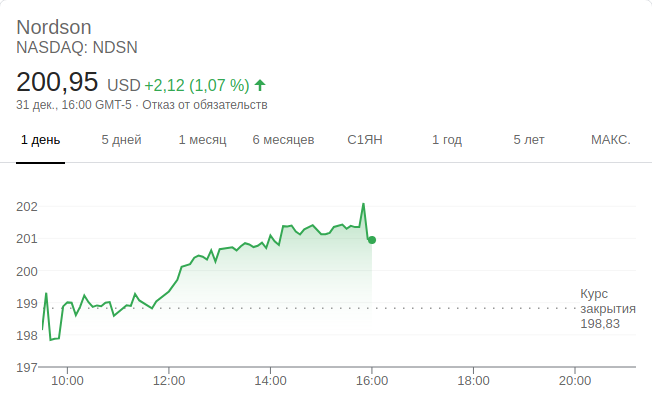 Nordson
NASDAQ: NDSN
200,95 USD +2,12 (1,07 %)
31 дек., 16:00 GMT-5 · Отказ от обязательств
1 день 5 дней 1 месяц 6 месяцев С1ЯН 1 год 5 лет МАКС.
202
201
200
199
198
197
Курс
закрытия
198,83
10:00 12:00 14:00 16:00 18:00 20:00